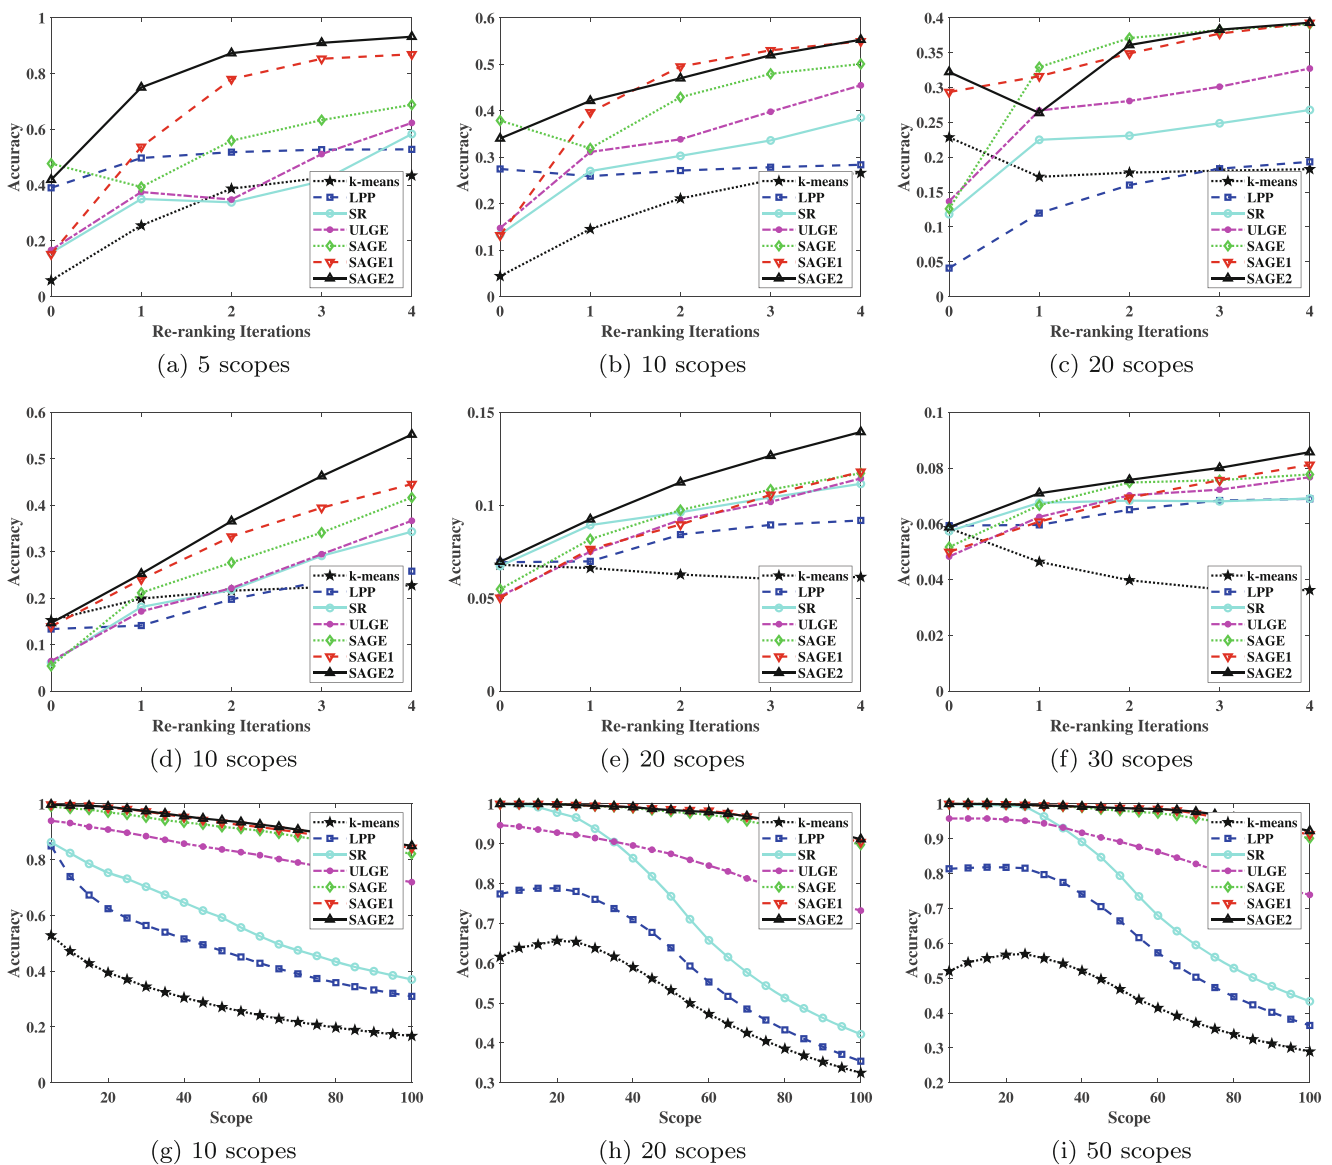 1
0.8
0.6
0.4
0.2
0
Accuracy
0 1 2 3 4
Re-ranking Iterations
k-means
LPP
SR
ULGE
SAGE
SAGE1
SAGE2
(a) 5 scopes
0.6
0.5
0.4
0.3
0.2
0.1
0
Accuracy
0 1 2 3 4
Re-ranking Iterations
k-means
LPP
SR
ULGE
SAGE
SAGE1
SAGE2
(b) 10 scopes
0.4
0.35
0.3
0.25
0.2
0.15
0.1
0.05
0
Accuracy
0 1 2 3 4
Re-ranking Iterations
k-means
LPP
SR
ULGE
SAGE
SAGE1
SAGE2
(c) 20 scopes
0.6
0.5
0.4
0.3
0.2
0.1
0
Accuracy
0 1 2 3 4
Re-ranking Iterations
k-means
LPP
SR
ULGE
SAGE
SAGE1
SAGE2
(d) 10 scopes
0.15
0.1
0.05
0
Accuracy
0 1 2 3 4
Re-ranking Iterations
k-means
LPP
SR
ULGE
SAGE
SAGE1
SAGE2
(e) 20 scopes
0.1
0.08
0.06
0.04
0.02
0
Accuracy
0 1 2 3 4
Re-ranking Iterations
k-means
LPP
SR
ULGE
SAGE
SAGE1
SAGE2
(f) 30 scopes
1
0.8
0.6
0.4
0.2
0
Accuracy
20 40 60 80 100
Scope
k-means
LPP
SR
ULGE
SAGE
SAGE1
SAGE2
(g) 10 scopes
1
0.9
0.8
0.7
0.6
0.5
0.4
0.3
Accuracy
20 40 60 80 100
Scope
k-means
LPP
SR
ULGE
SAGE
SAGE1
SAGE2
(h) 20 scopes
1
0.9
0.8
0.7
0.6
0.5
0.4
0.3
0.2
Accuracy
20 40 60 80 100
Scope
k-means
LPP
SR
ULGE
SAGE
SAGE1
SAGE2
(i) 50 scopes